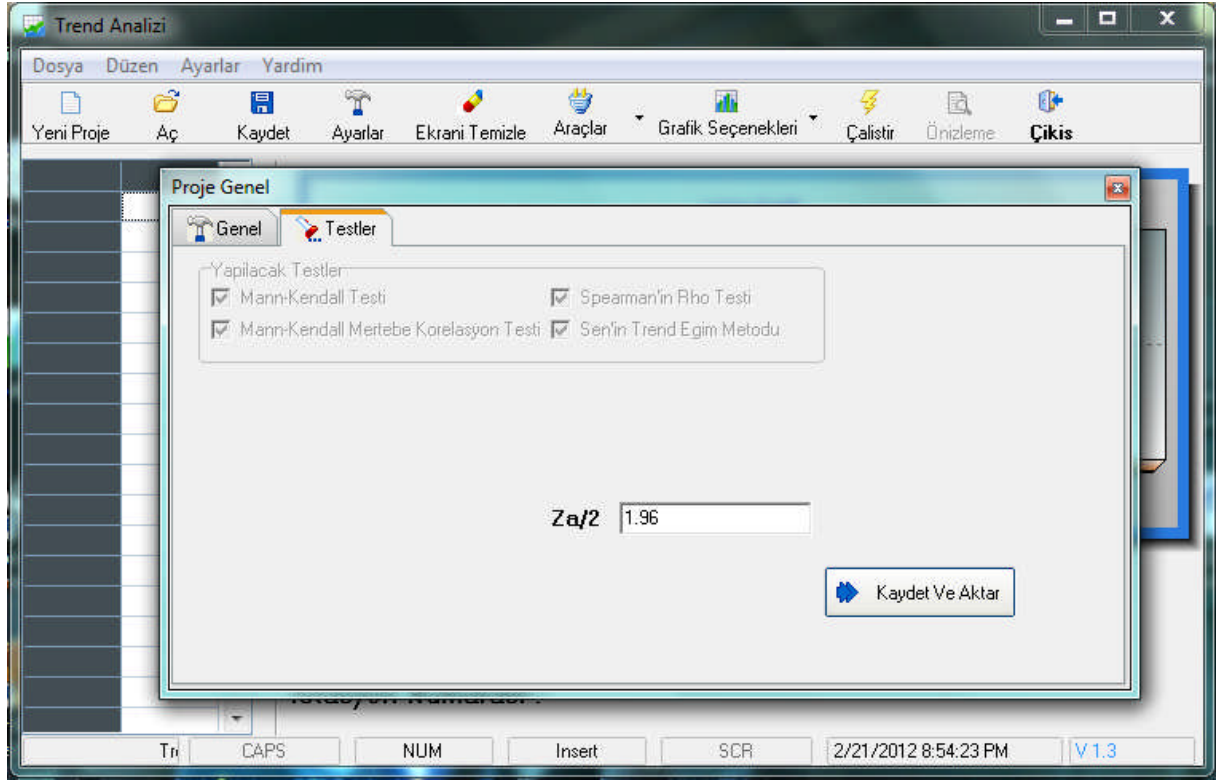 Trend Analizi
Dosya Düzen Ayarlar Yardim
Yeni Proje Aç Kaydet Ayarlar Ekrani Temizle Araçlar Grafik Seçenekleri Çalistir Önizleme Çikis
Proje Genel
Genel Testler
Yapilacak Testler
Mann-Kendall Testi Spearman'in Rho Testi
Mann-Kendall Mertebe Korelasyon Testi Sen'in Trend Egim Metodu
Za/2 1.96
Kaydet Ve Aktar
CAPS NUM Insert SCR 2/21/2012 8:54:23 PM V 1.3